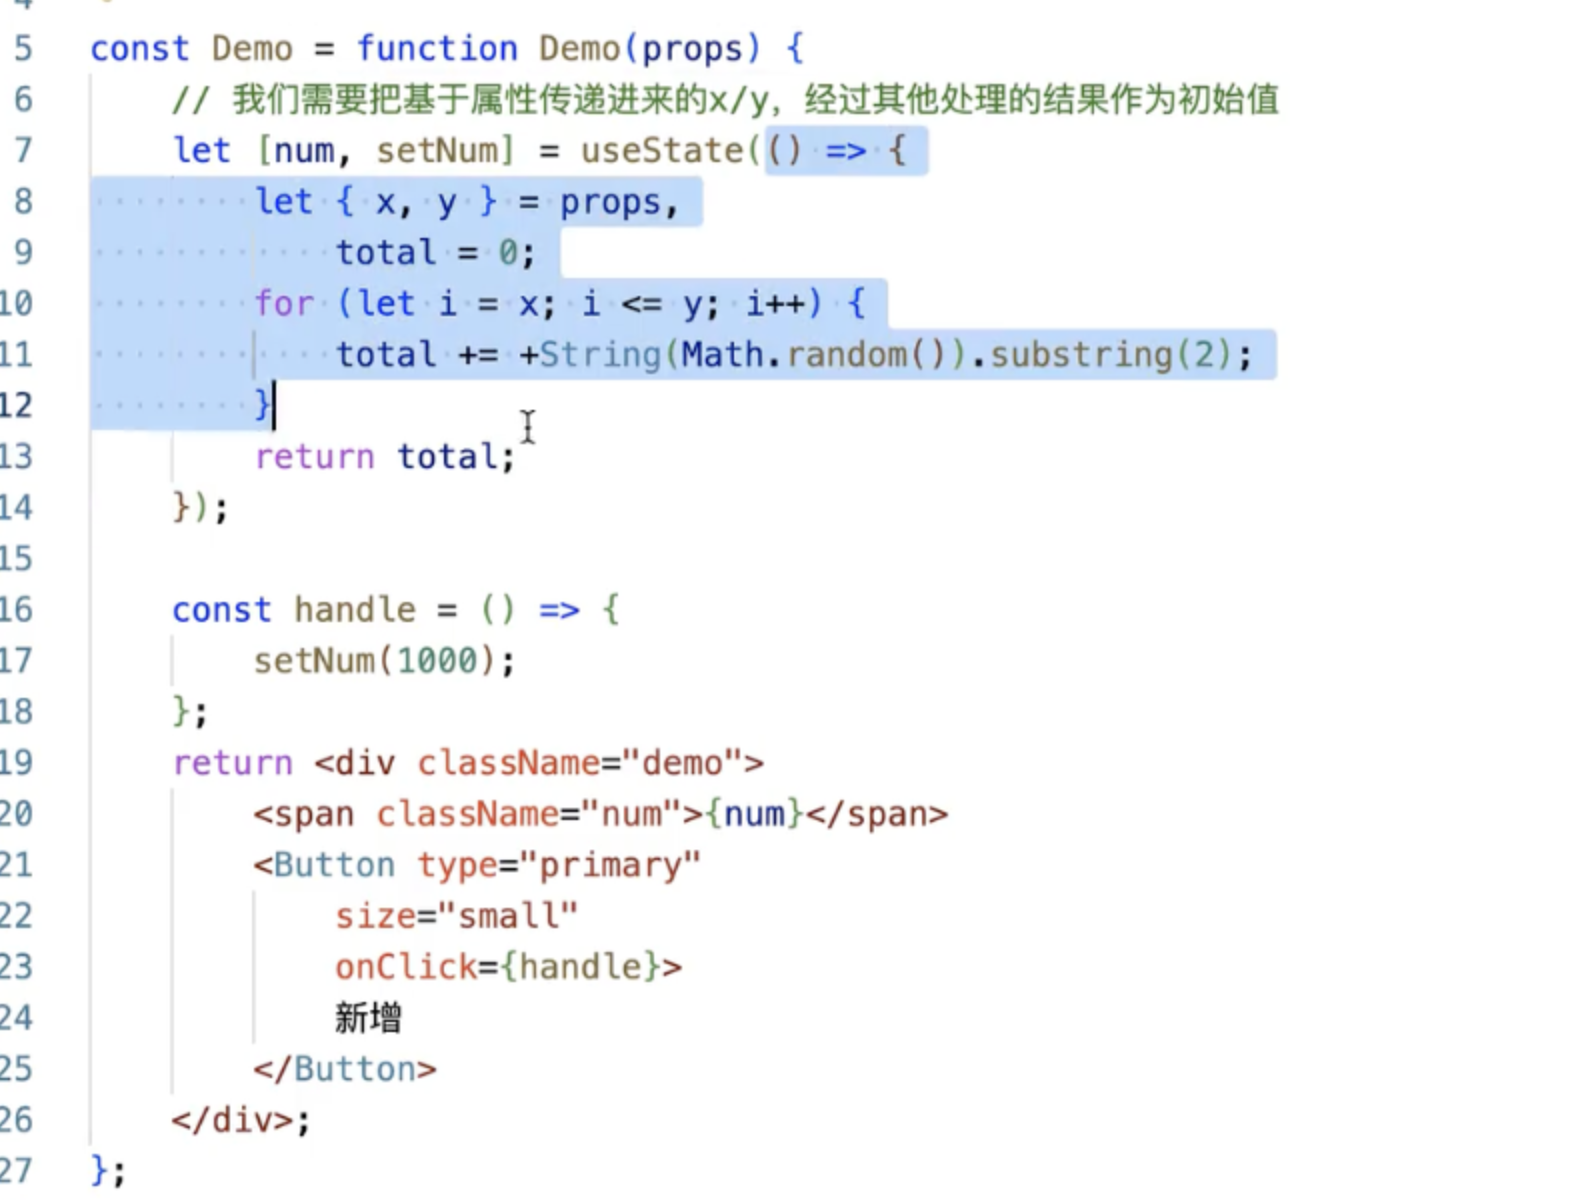 5 const Demo = function Demo(props) {
6 // 我们需要把基于属性传递进来的x/y，经过其他处理的结果作为初始值
7 let [num, setNum] = useState(() => {
8 let { x, y } = props,
9 total = 0;
10 for (let i = x; i <= y; i++) {
11 total += +String(Math.random()).substring(2);
12 }
13 return total;
14 });
15
16 const handle = () => {
17 setNum(1000);
18 };
19 return <div className="demo">
20 <span className="num">{num}</span>
21 <Button type="primary"
22 size="small"
23 onClick={handle}>
24 新增
25 </Button>
26 </div>;
27 };